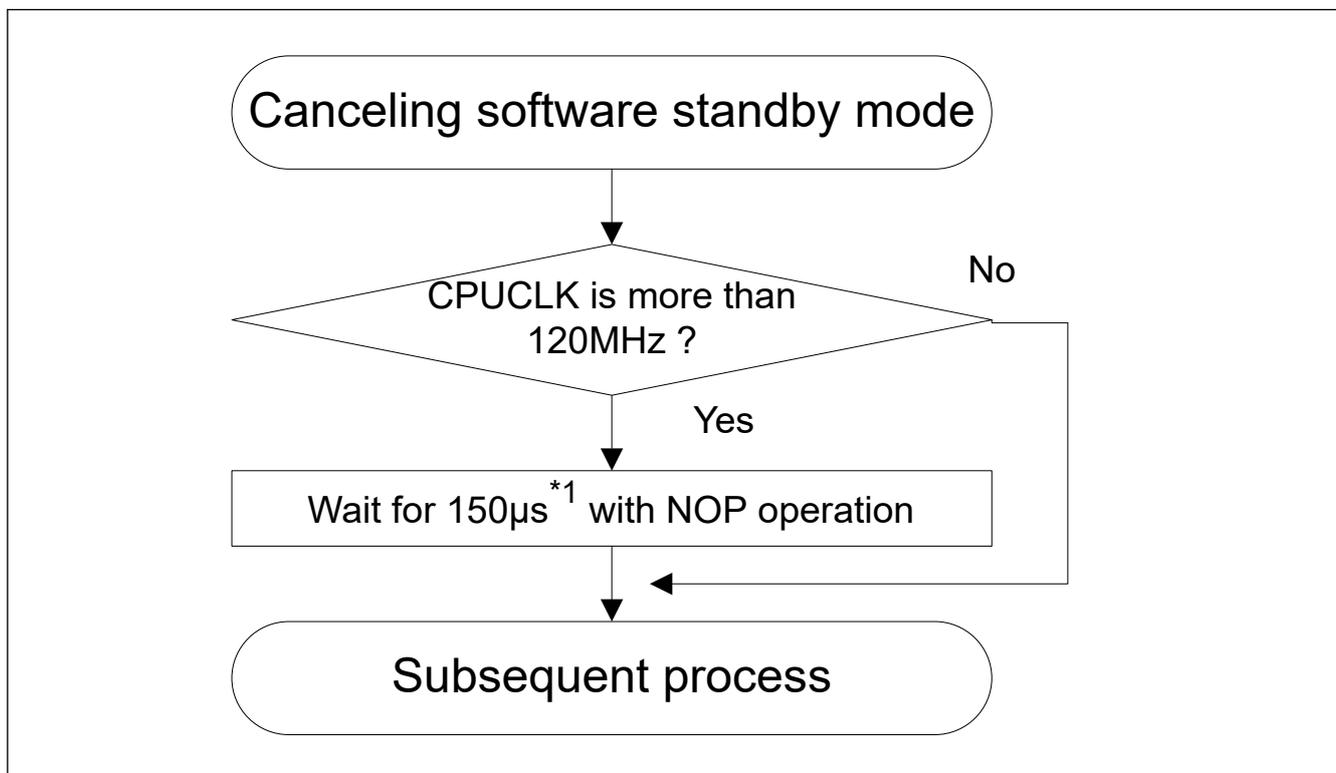 Canceling software standby mode
CPUCLK is more than
120MHz ?
No
Yes
Wait for 150µs*1 with NOP operation
Subsequent process